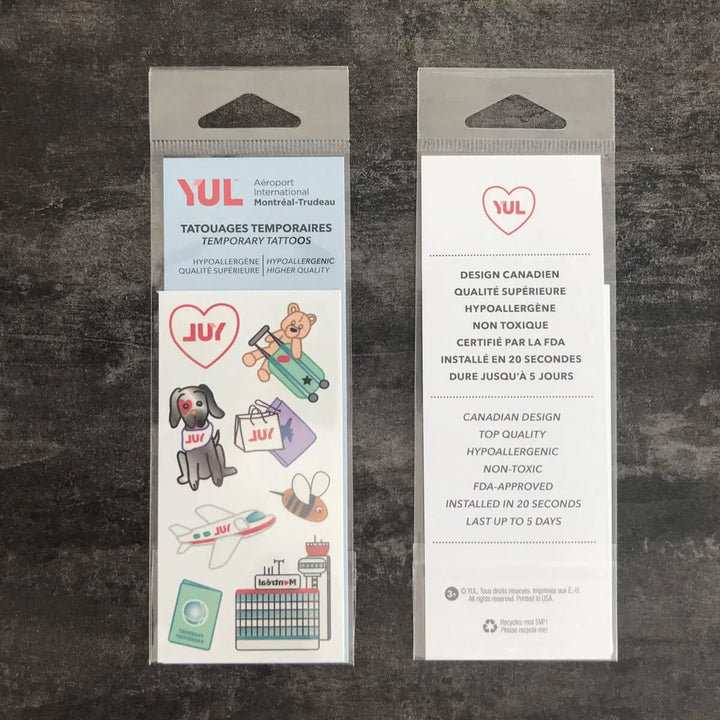 YUL
Aéroport
International
Montréal-Trudeau
TATOUAGES TEMPORAIRES
TEMPORARY TATTOOS
HYPOALLERGÈNE | HYPOALLERGENIC
QUALITÉ SUPÉRIEURE | HIGHER QUALITY
YUL
YUL
YUL
YUL
Montréal
YUL
DESIGN CANADIEN
QUALITÉ SUPÉRIEURE
HYPOALLERGÈNE
NON TOXIQUE
CERTIFIÉ PAR LA FDA
INSTALLÉ EN 20 SECONDES
DURE JUSQU'À 5 JOURS
CANADIAN DESIGN
TOP QUALITY
HYPOALLERGENIC
NON-TOXIC
FDA-APPROVED
INSTALLED IN 20 SECONDS
LAST UP TO 5 DAYS
3+
© YUL. Tous droits réservés. Imprimés aux É.-U.
All rights reserved. Printed in USA.
Recyclez-moi SVP !
Please recycle me!